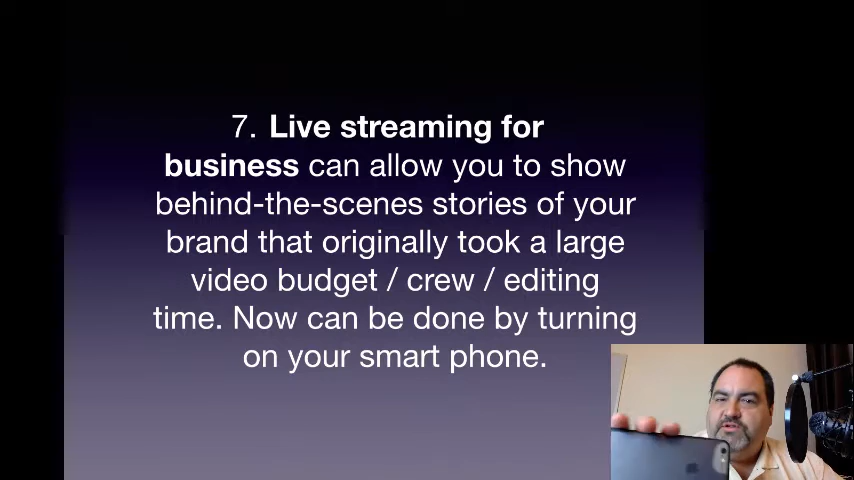 7. Live streaming for
business can allow you to show
behind-the-scenes stories of your
brand that originally took a large
video budget / crew / editing
time. Now can be done by turning
on your smart phone.